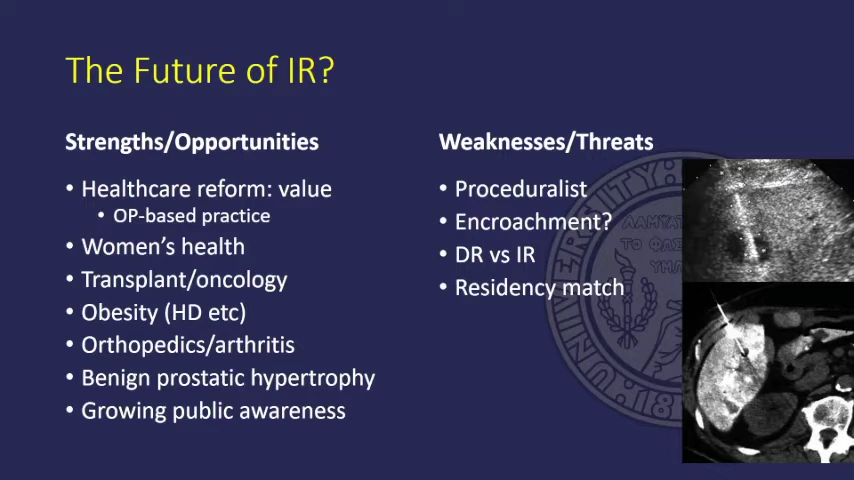 The Future of IR?
Strengths/Opportunities
• Healthcare reform: value
• OP-based practice
• Women's health
• Transplant/oncology
• Obesity (HD etc)
• Orthopedics/arthritis
• Benign prostatic hypertrophy
• Growing public awareness
Weaknesses/Threats
• Proceduralist
• Encroachment?
• DR vs IR
• Residency match